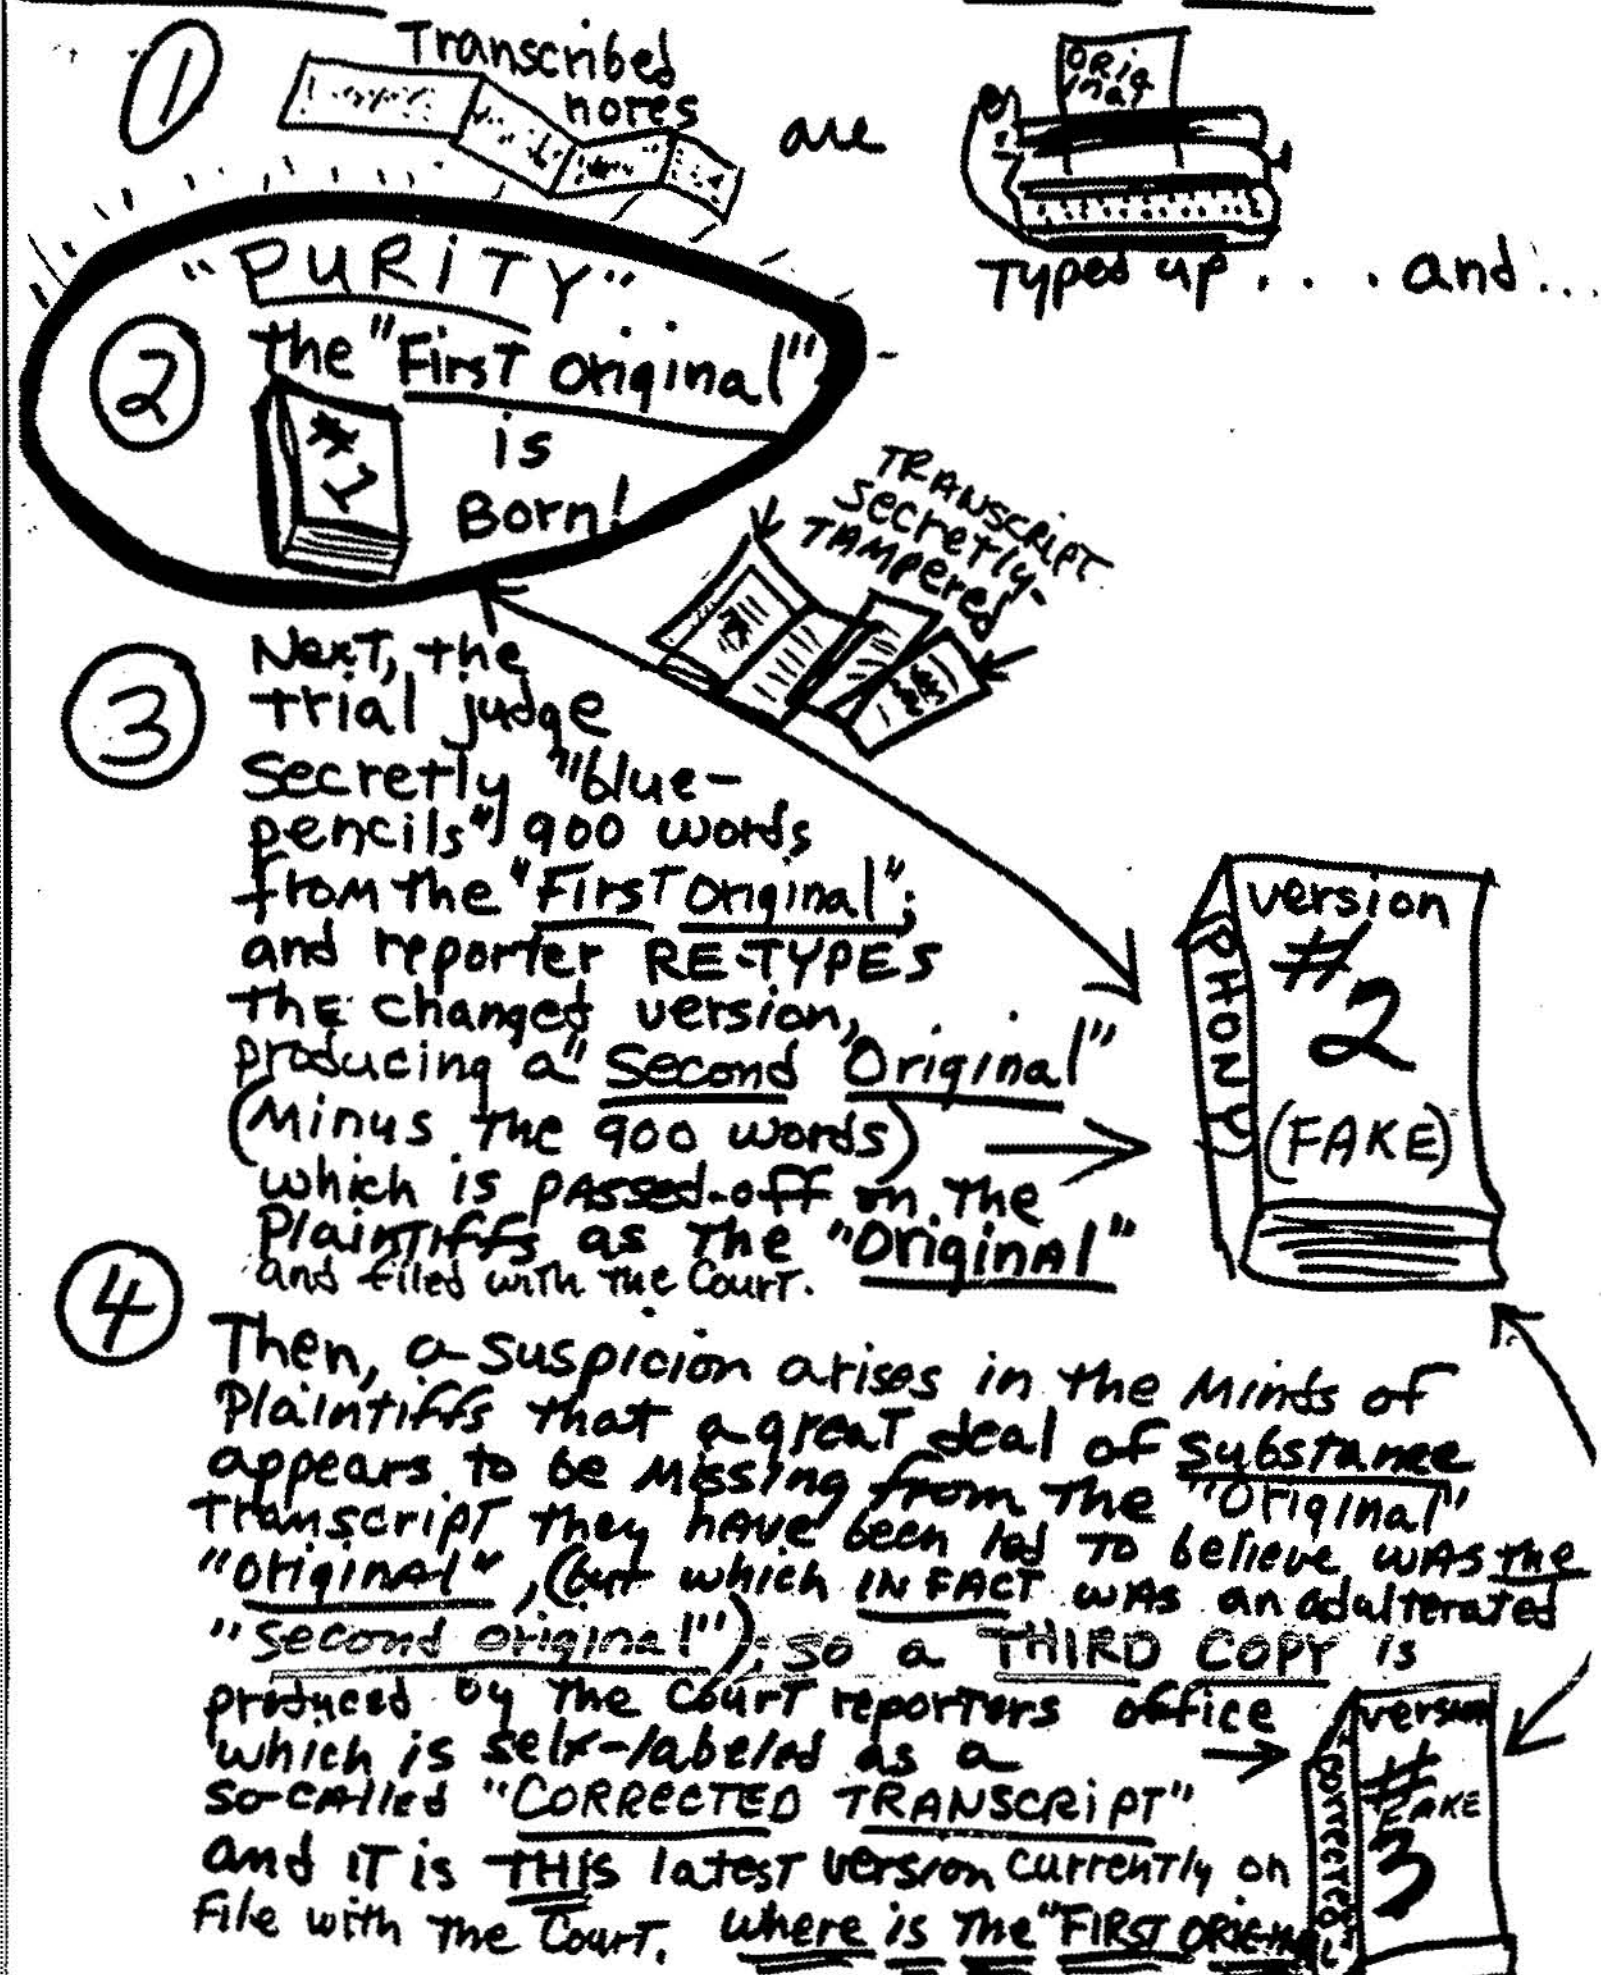 1
Transcribed
notes
are
ORIG
INAL
Typed up . . . and . . .
"PURITY"
2
the "First Original"
#1
is
Born!
TRANSCRIPT
secretly-
TAMPered
3
Next, the
trial judge
secretly "blue-
pencils" 900 words
from the "First Original";
and reporter RE-TYPES
the changed version,
producing a "Second "Original"
(minus the 900 words)
which is passed-off on the
Plaintiffs as the "Original"
and filed with the Court.
version
#
2
(FAKE)
PHONY
4
Then, a suspicion arises in the minds of
Plaintiffs that a great deal of substance
appears to be missing from the "Original"
transcript they have been led to believe was the
"original", (but which IN FACT was an adulterated
"second original"); so a THIRD COPY is
produced by the court reporters office
which is self-labeled as a
so-called "CORRECTED TRANSCRIPT"
and it is THIS latest version currently on
file with the Court. Where is the "FIRST ORIGINAL
version
#
FAKE
3
CORRECTED